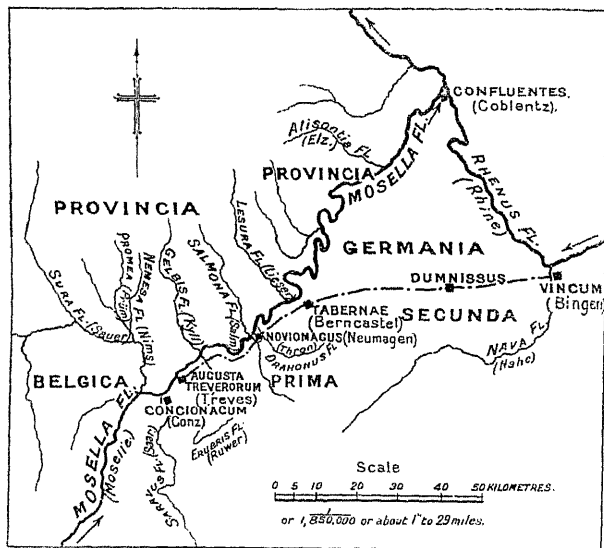 CONFLUENTES.
(Coblentz).
Alisontia Fl.
(Elz.)
PROVINCIA
MOSELLA FL.
RHENUS FL.
(Rhine)
PROVINCIA
LESURA FL.(Lieser)
SALMONA FL.(Salm)
GELBIS FL.(Kyll)
NEMESA FL.(Nims)
PROMEA(Prüm)
SURA FL.(Sauer)
GERMANIA
DUMNISSUS
VINCUM
(Bingen)
TABERNAE
(Berncastel)
SECUNDA
NOVIOMAGUS(Neumagen)
(Thron)
DRAHONUS FL.
NAVA FL.
(Nahe)
BELGICA
AUGUSTA
TREVERORUM
(Treves)
PRIMA
CONCIONACUM
(Conz)
ERUBRIS FL.
(Ruwer)
MOSELLA FL.
(Moselle)
SARAVUS FL.(Saar)
Scale
0 5 10 20 30 40 50 KILOMETRES.
or 1/1,850,000 or about 1" to 29 miles.